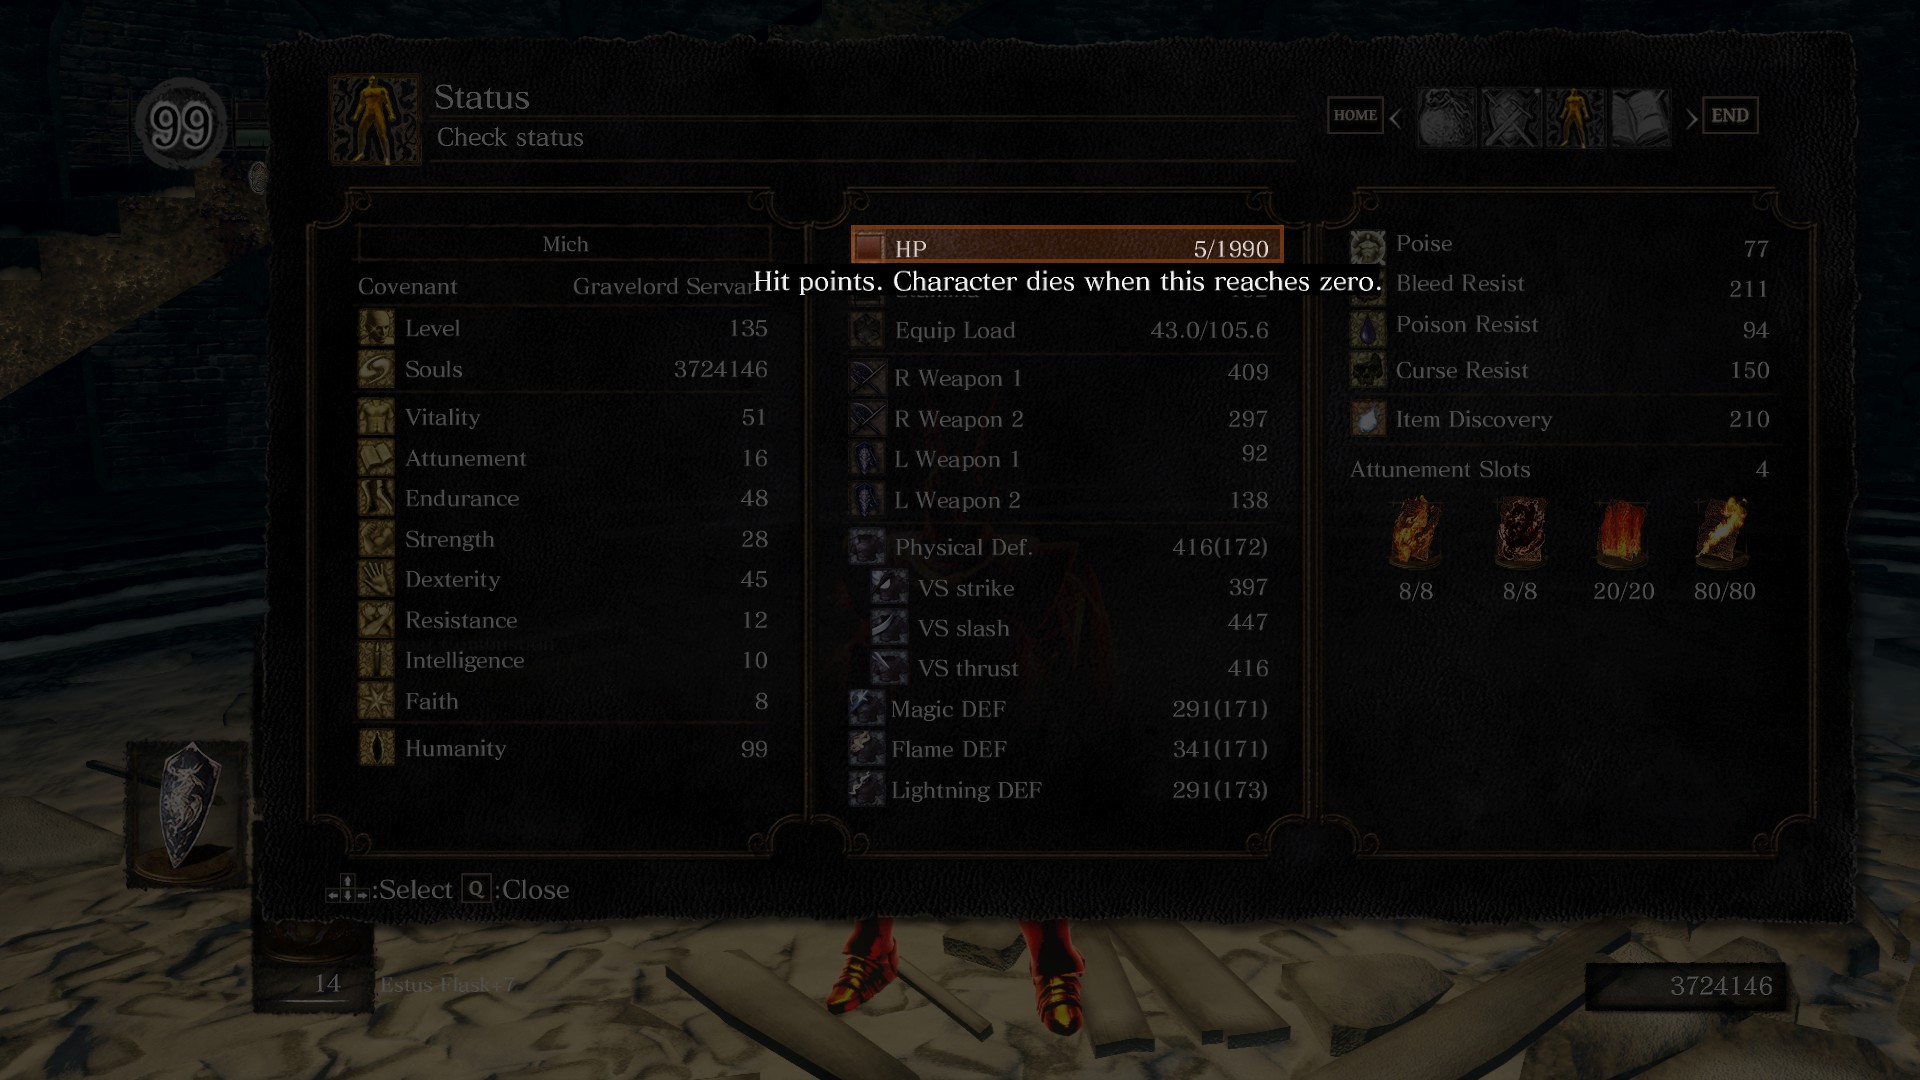 99
Status
Check status
HOME < > END
Mich
Covenant Gravelord Servan
Level 135
Souls 3724146
Vitality 51
Attunement 16
Endurance 48
Strength 28
Dexterity 45
Resistance 12
Intelligence 10
Faith 8
Humanity 99
HP 5/1990
Hit points. Character dies when this reaches zero.
Equip Load 43.0/105.6
R Weapon 1 409
R Weapon 2 297
L Weapon 1 92
L Weapon 2 138
Physical Def. 416(172)
VS strike 397
VS slash 447
VS thrust 416
Magic DEF 291(171)
Flame DEF 341(171)
Lightning DEF 291(173)
Poise 77
Bleed Resist 211
Poison Resist 94
Curse Resist 150
Item Discovery 210
Attunement Slots 4
8/8 8/8 20/20 80/80
:Select Q:Close
14 Estus Flask+7
3724146